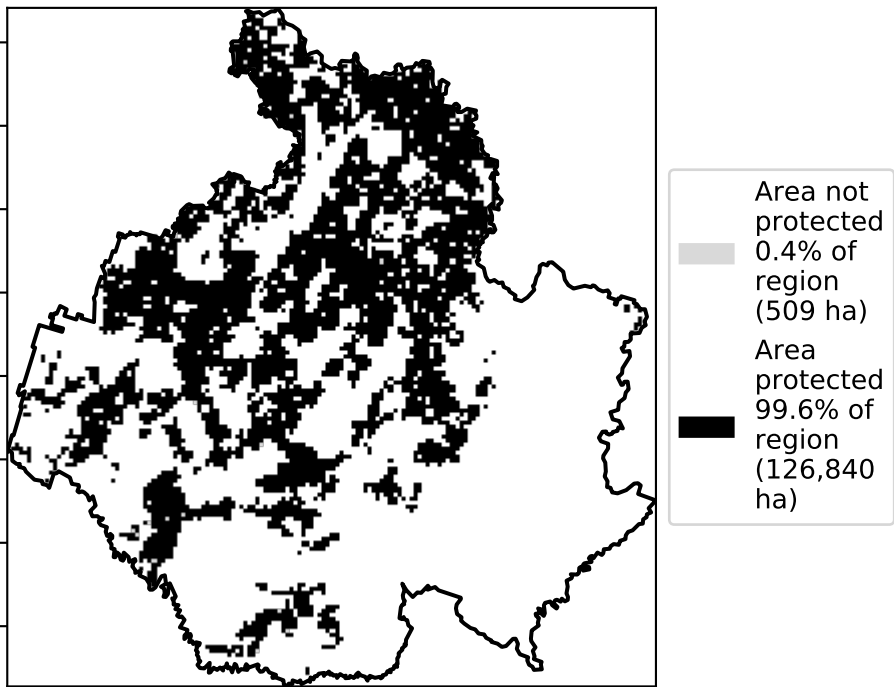 Area not
protected
0.4% of
region
(509 ha)
Area
protected
99.6% of
region
(126,840
ha)